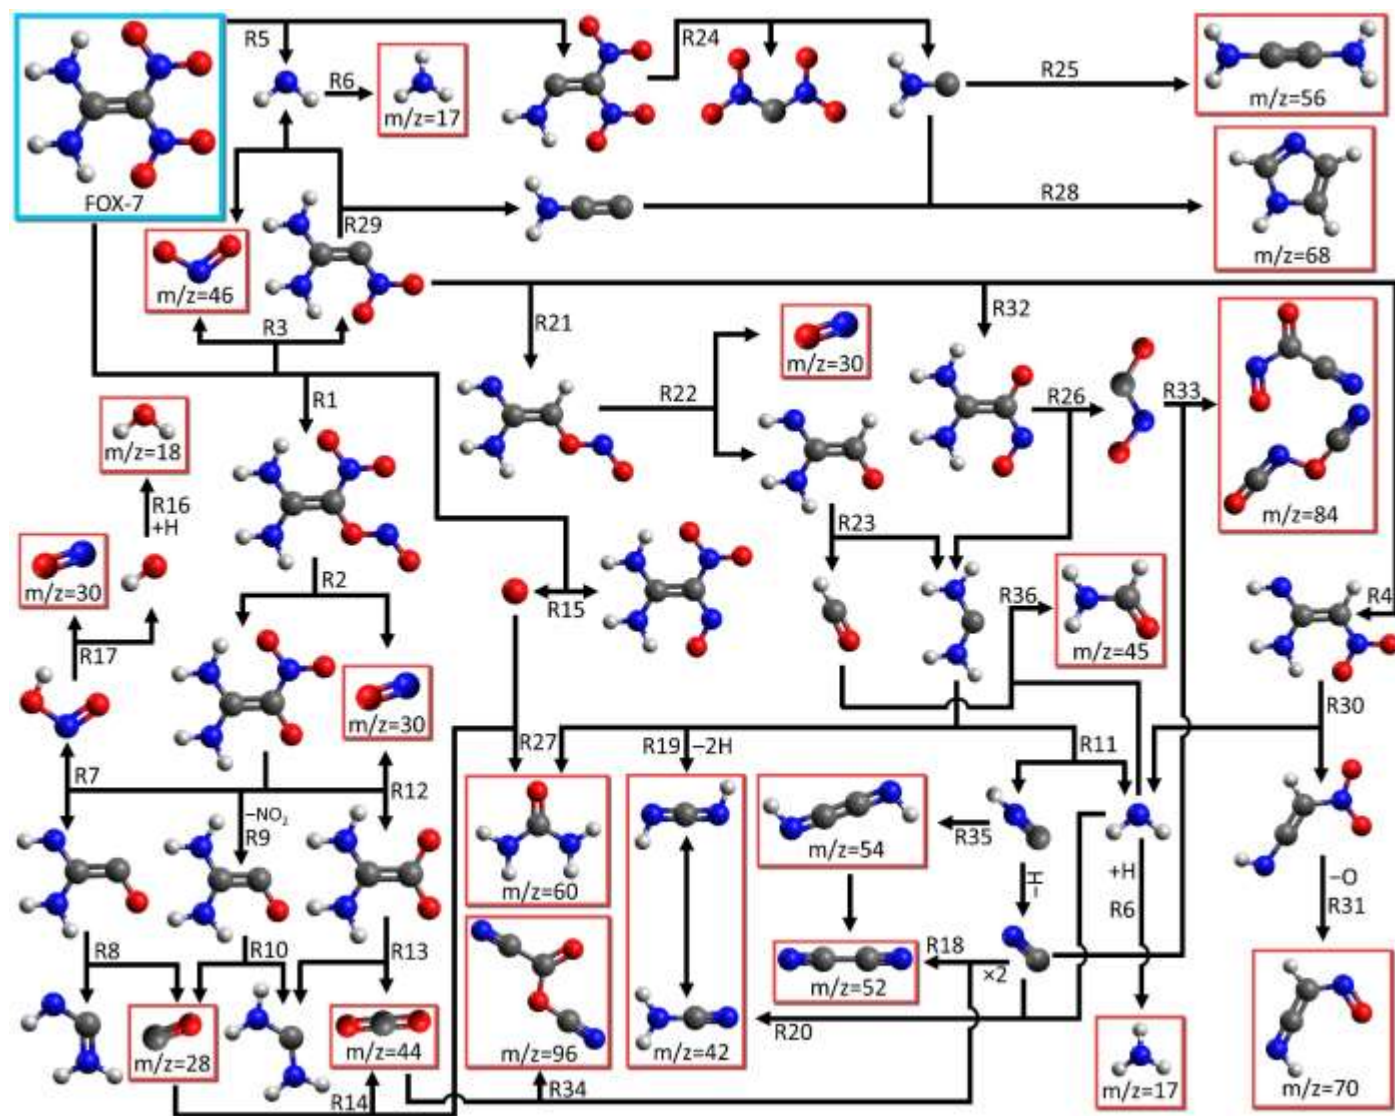 R5
R6
R24
R25
m/z=17
m/z=56
FOX-7
R29
R28
m/z=46
m/z=68
R3
R21
R32
m/z=30
R1
R22
R26
R33
m/z=18
R16
+H
R23
m/z=84
R2
m/z=30
R15
R36
R4
R17
m/z=45
m/z=30
R30
R27
R19
−2H
R11
R7
−NO₂
R9
R12
R35
m/z=54
−H
+H
R6
−O
R31
m/z=60
R8
R10
R13
R18
×2
m/z=52
R20
m/z=28
m/z=44
m/z=42
m/z=96
R14
R34
m/z=17
m/z=70